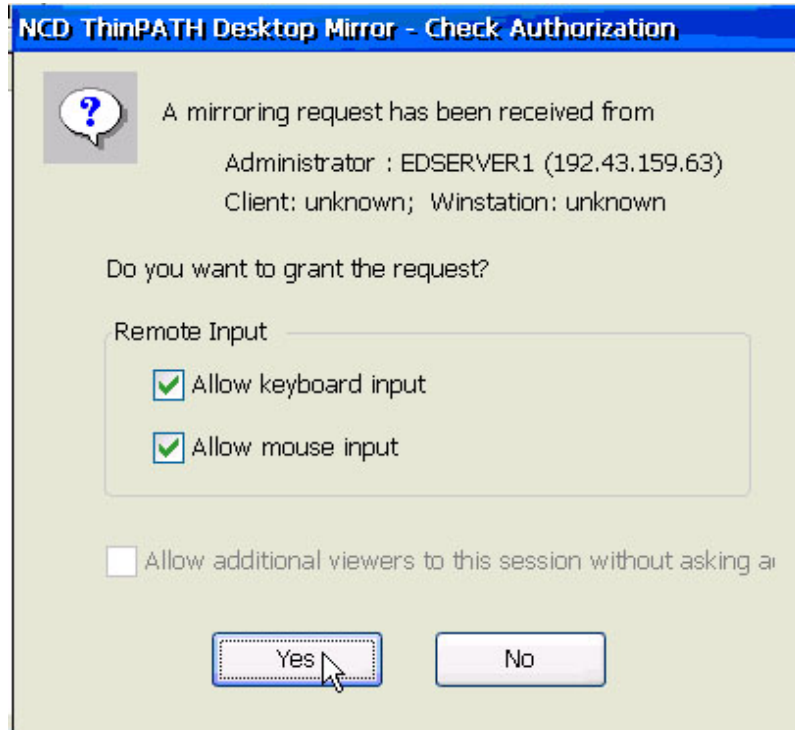 NCD ThinPATH Desktop Mirror - Check Authorization
?
A mirroring request has been received from
Administrator : EDSERVER1 (192.43.159.63)
Client: unknown; Winstation: unknown
Do you want to grant the request?
Remote Input
Allow keyboard input
Allow mouse input
Allow additional viewers to this session without asking
Yes
No